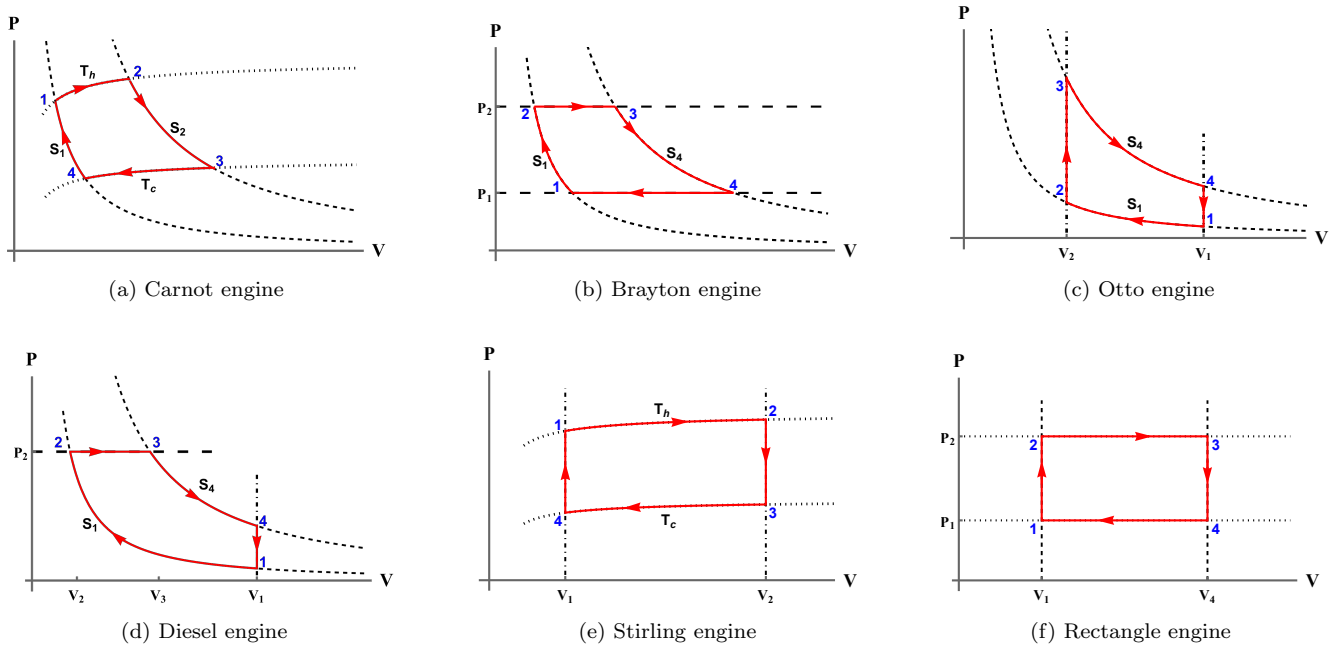 P
T_h
1
2
S_1
S_2
4
3
T_c
V
(a) Carnot engine
P
P_2
2
3
S_1
S_4
P_1
1
4
V
(b) Brayton engine
P
3
S_4
2
4
S_1
1
V_2
V_1
V
(c) Otto engine
P
P_2
2
3
S_4
S_1
4
1
V_2
V_3
V_1
V
(d) Diesel engine
P
T_h
1
2
4
3
T_c
V_1
V_2
V
(e) Stirling engine
P
P_2
2
3
P_1
1
4
V_1
V_4
V
(f) Rectangle engine